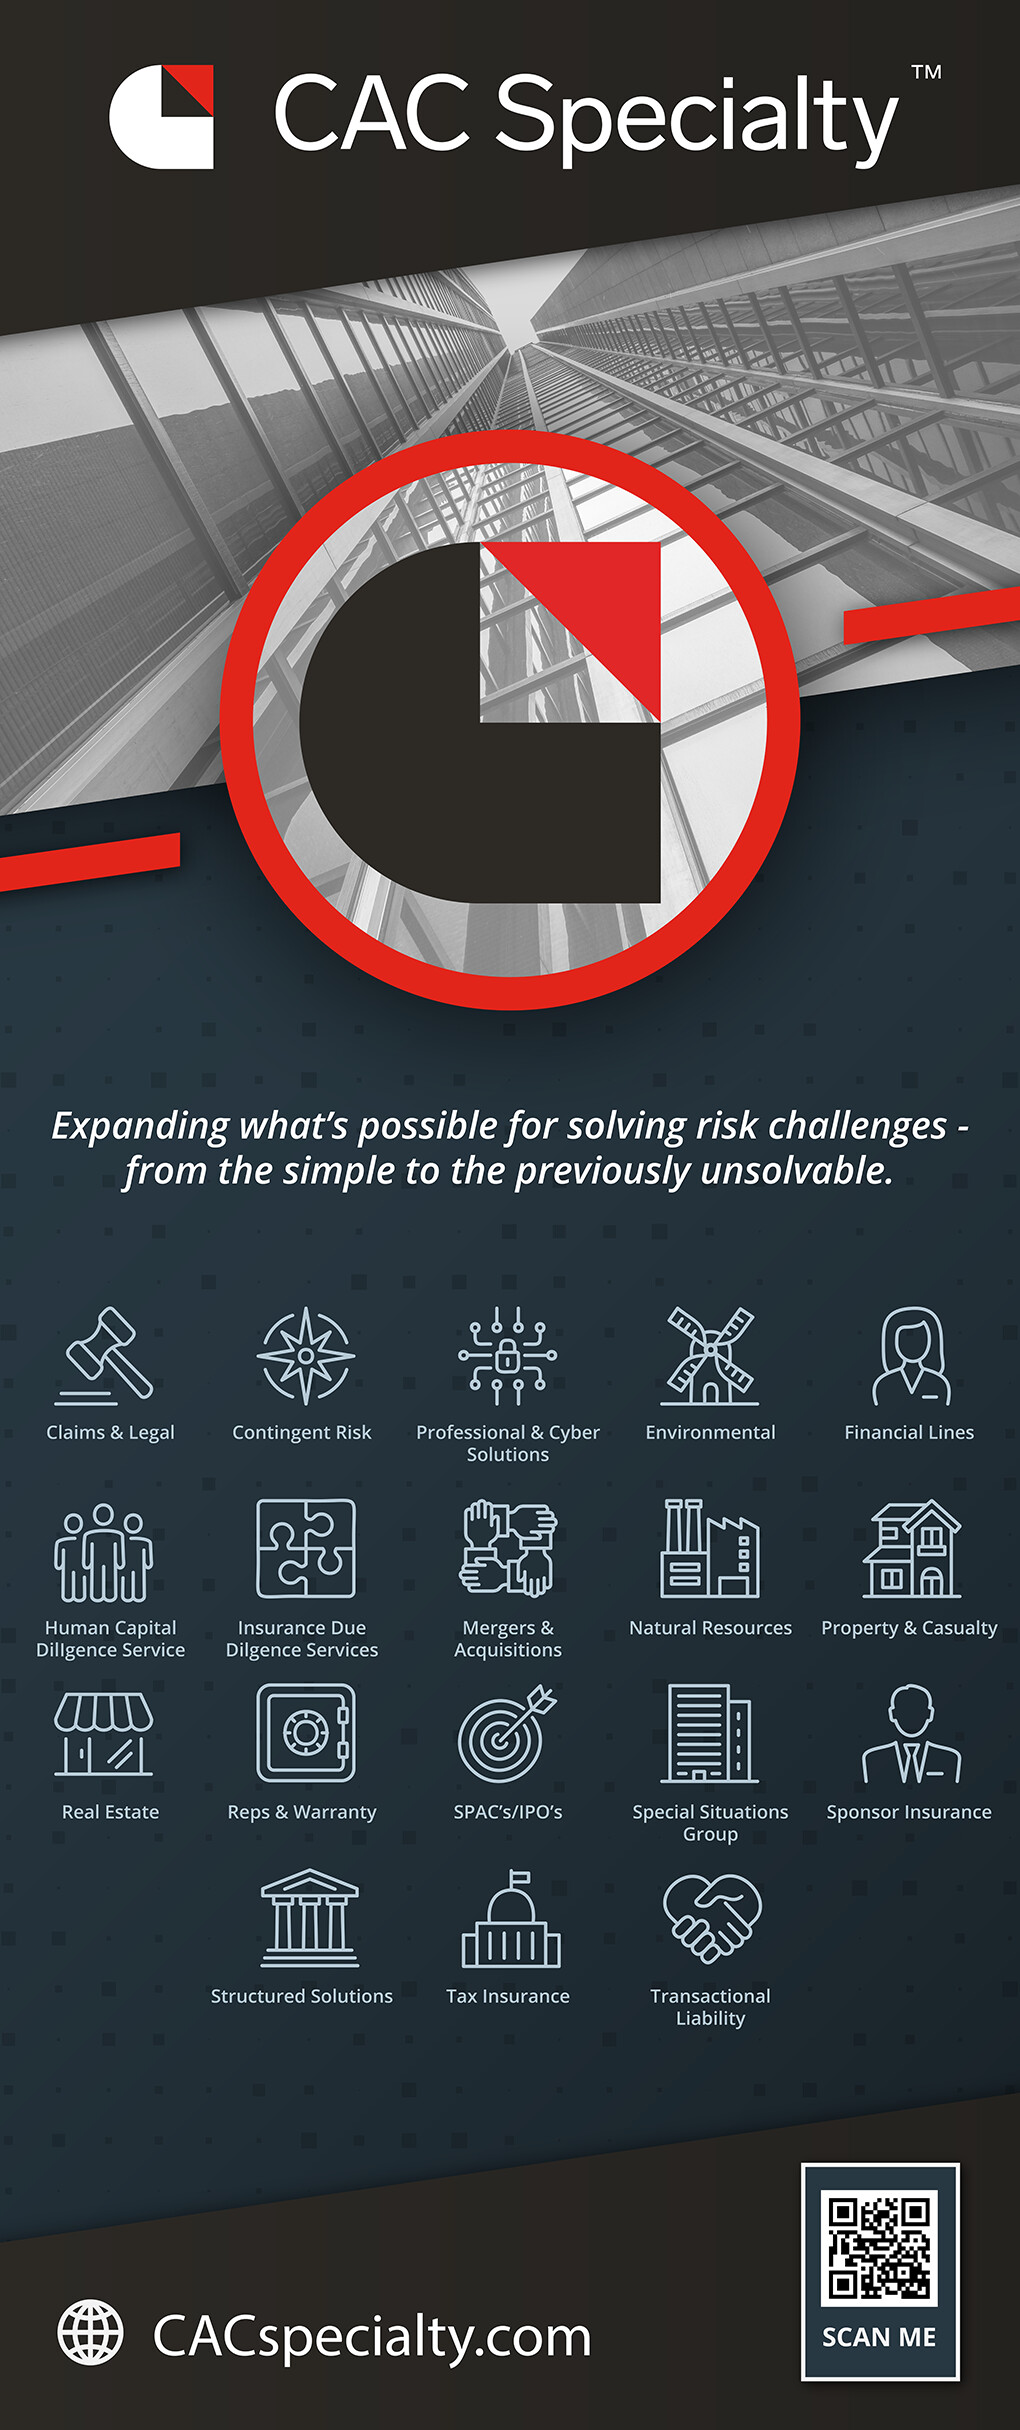 CAC Specialty ™
Expanding what's possible for solving risk challenges -
from the simple to the previously unsolvable.
Claims & Legal
Contingent Risk
Professional & Cyber
Solutions
Environmental
Financial Lines
Human Capital
Dillgence Service
Insurance Due
Dilgence Services
Mergers &
Acquisitions
Natural Resources
Property & Casualty
Real Estate
Reps & Warranty
SPAC's/IPO's
Special Situations
Group
Sponsor Insurance
Structured Solutions
Tax Insurance
Transactional
Liability
CACspecialty.com
SCAN ME